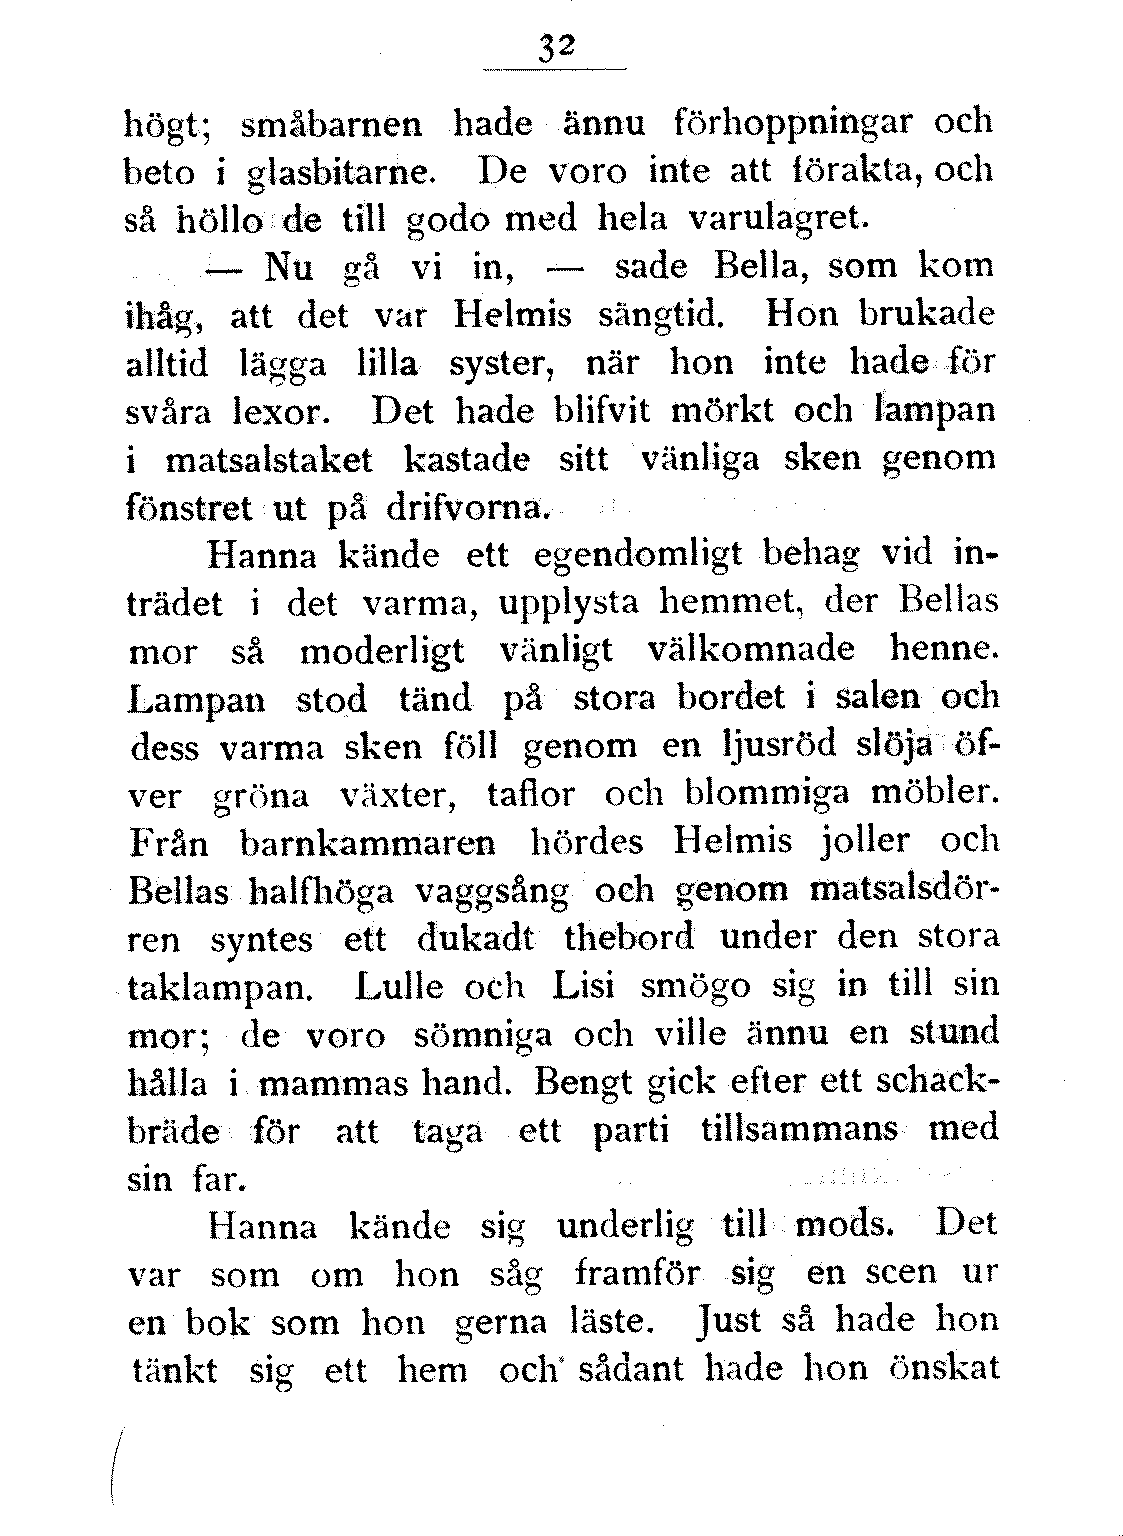 32
högt; småbarnen hade ännu förhoppningar och
beto i glasbitarne. De voro inte att förakta, och
så höllo de till godo med hela varulagret.
— Nu gå vi in, — sade Bella, som kom
ihåg, att det var Helmis sängtid. Hon brukade
alltid lägga lilla syster, när hon inte hade för
svåra lexor. Det hade blifvit mörkt och lampan
i matsalstaket kastade sitt vänliga sken genom
fönstret ut på drifvorna.
Hanna kände ett egendomligt behag vid in-
trädet i det varma, upplysta hemmet, der Bellas
mor så moderligt vänligt välkomnade henne.
Lampan stod tänd på stora bordet i salen och
dess varma sken föll genom en ljusröd slöja öf-
ver gröna växter, taflor och blommiga möbler.
Från barnkammaren hördes Helmis joller och
Bellas halfhöga vaggsång och genom matsalsdör-
ren syntes ett dukadt thebord under den stora
taklampan. Lulle och Lisi smögo sig in till sin
mor; de voro sömniga och ville ännu en stund
hålla i mammas hand. Bengt gick efter ett schack-
bräde för att taga ett parti tillsammans med
sin far.
Hanna kände sig underlig till mods. Det
var som om hon såg framför sig en scen ur
en bok som hon gerna läste. Just så hade hon
tänkt sig ett hem och sådant hade hon önskat